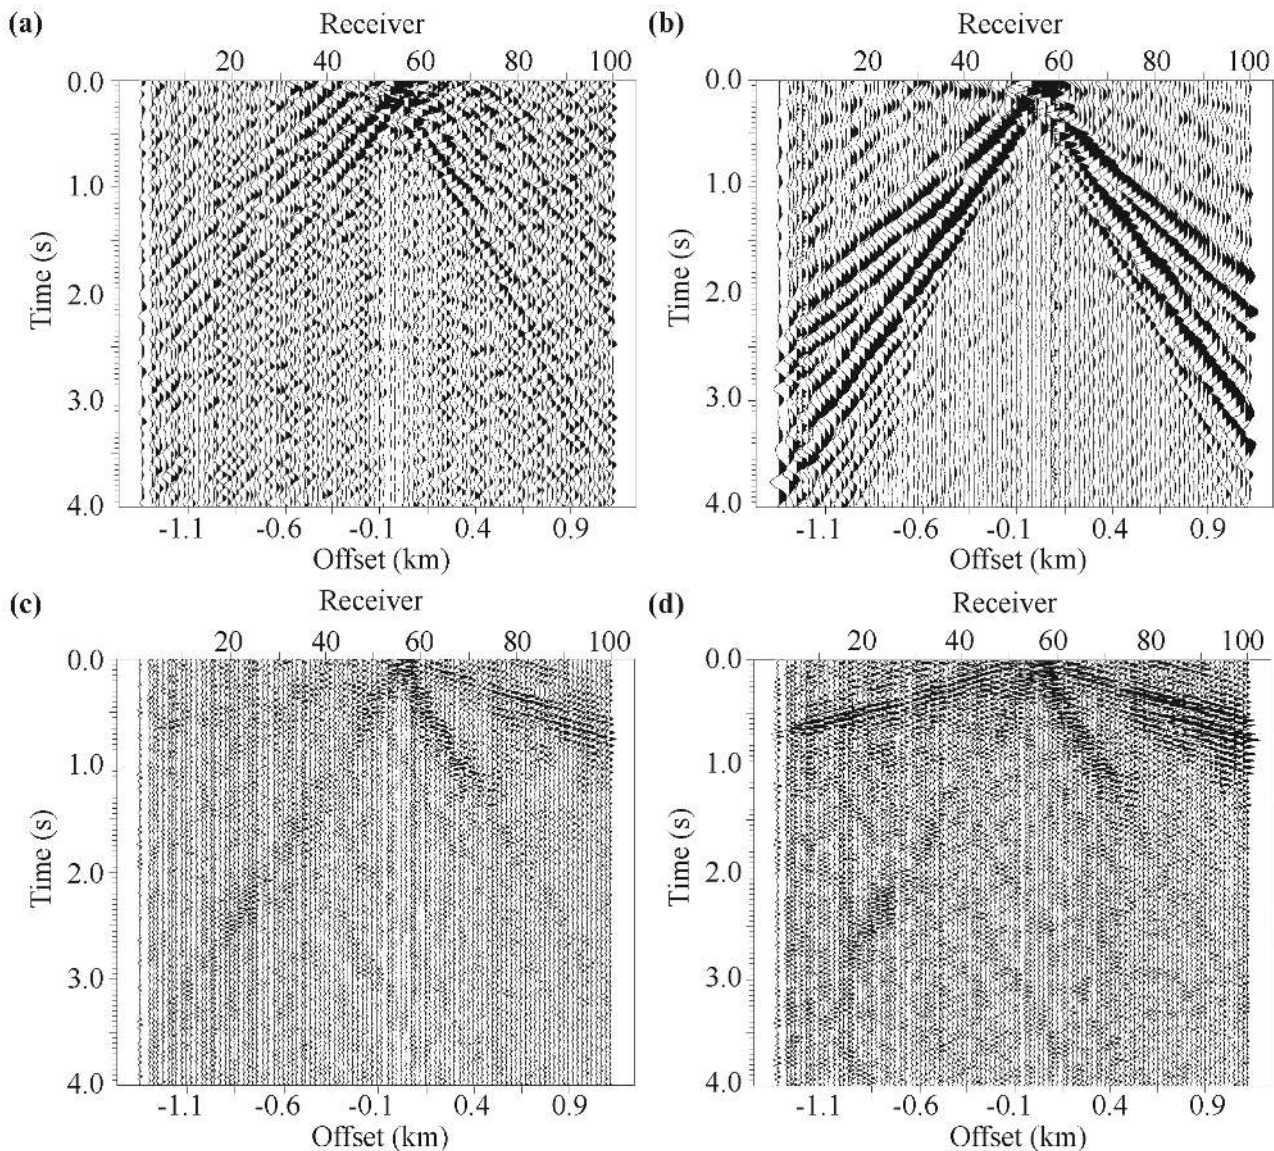 (a) Receiver (b) Receiver
20 40 60 80 100 20 40 60 80 100
0.0 0.0
1.0 1.0
2.0 2.0
3.0 3.0
4.0 4.0
Time (s) Time (s)
-1.1 -0.6 -0.1 0.4 0.9 -1.1 -0.6 -0.1 0.4 0.9
Offset (km) Offset (km)
(c) Receiver (d) Receiver
20 40 60 80 100 20 40 60 80 100
0.0 0.0
1.0 1.0
2.0 2.0
3.0 3.0
4.0 4.0
Time (s) Time (s)
-1.1 -0.6 -0.1 0.4 0.9 -1.1 -0.6 -0.1 0.4 0.9
Offset (km) Offset (km)